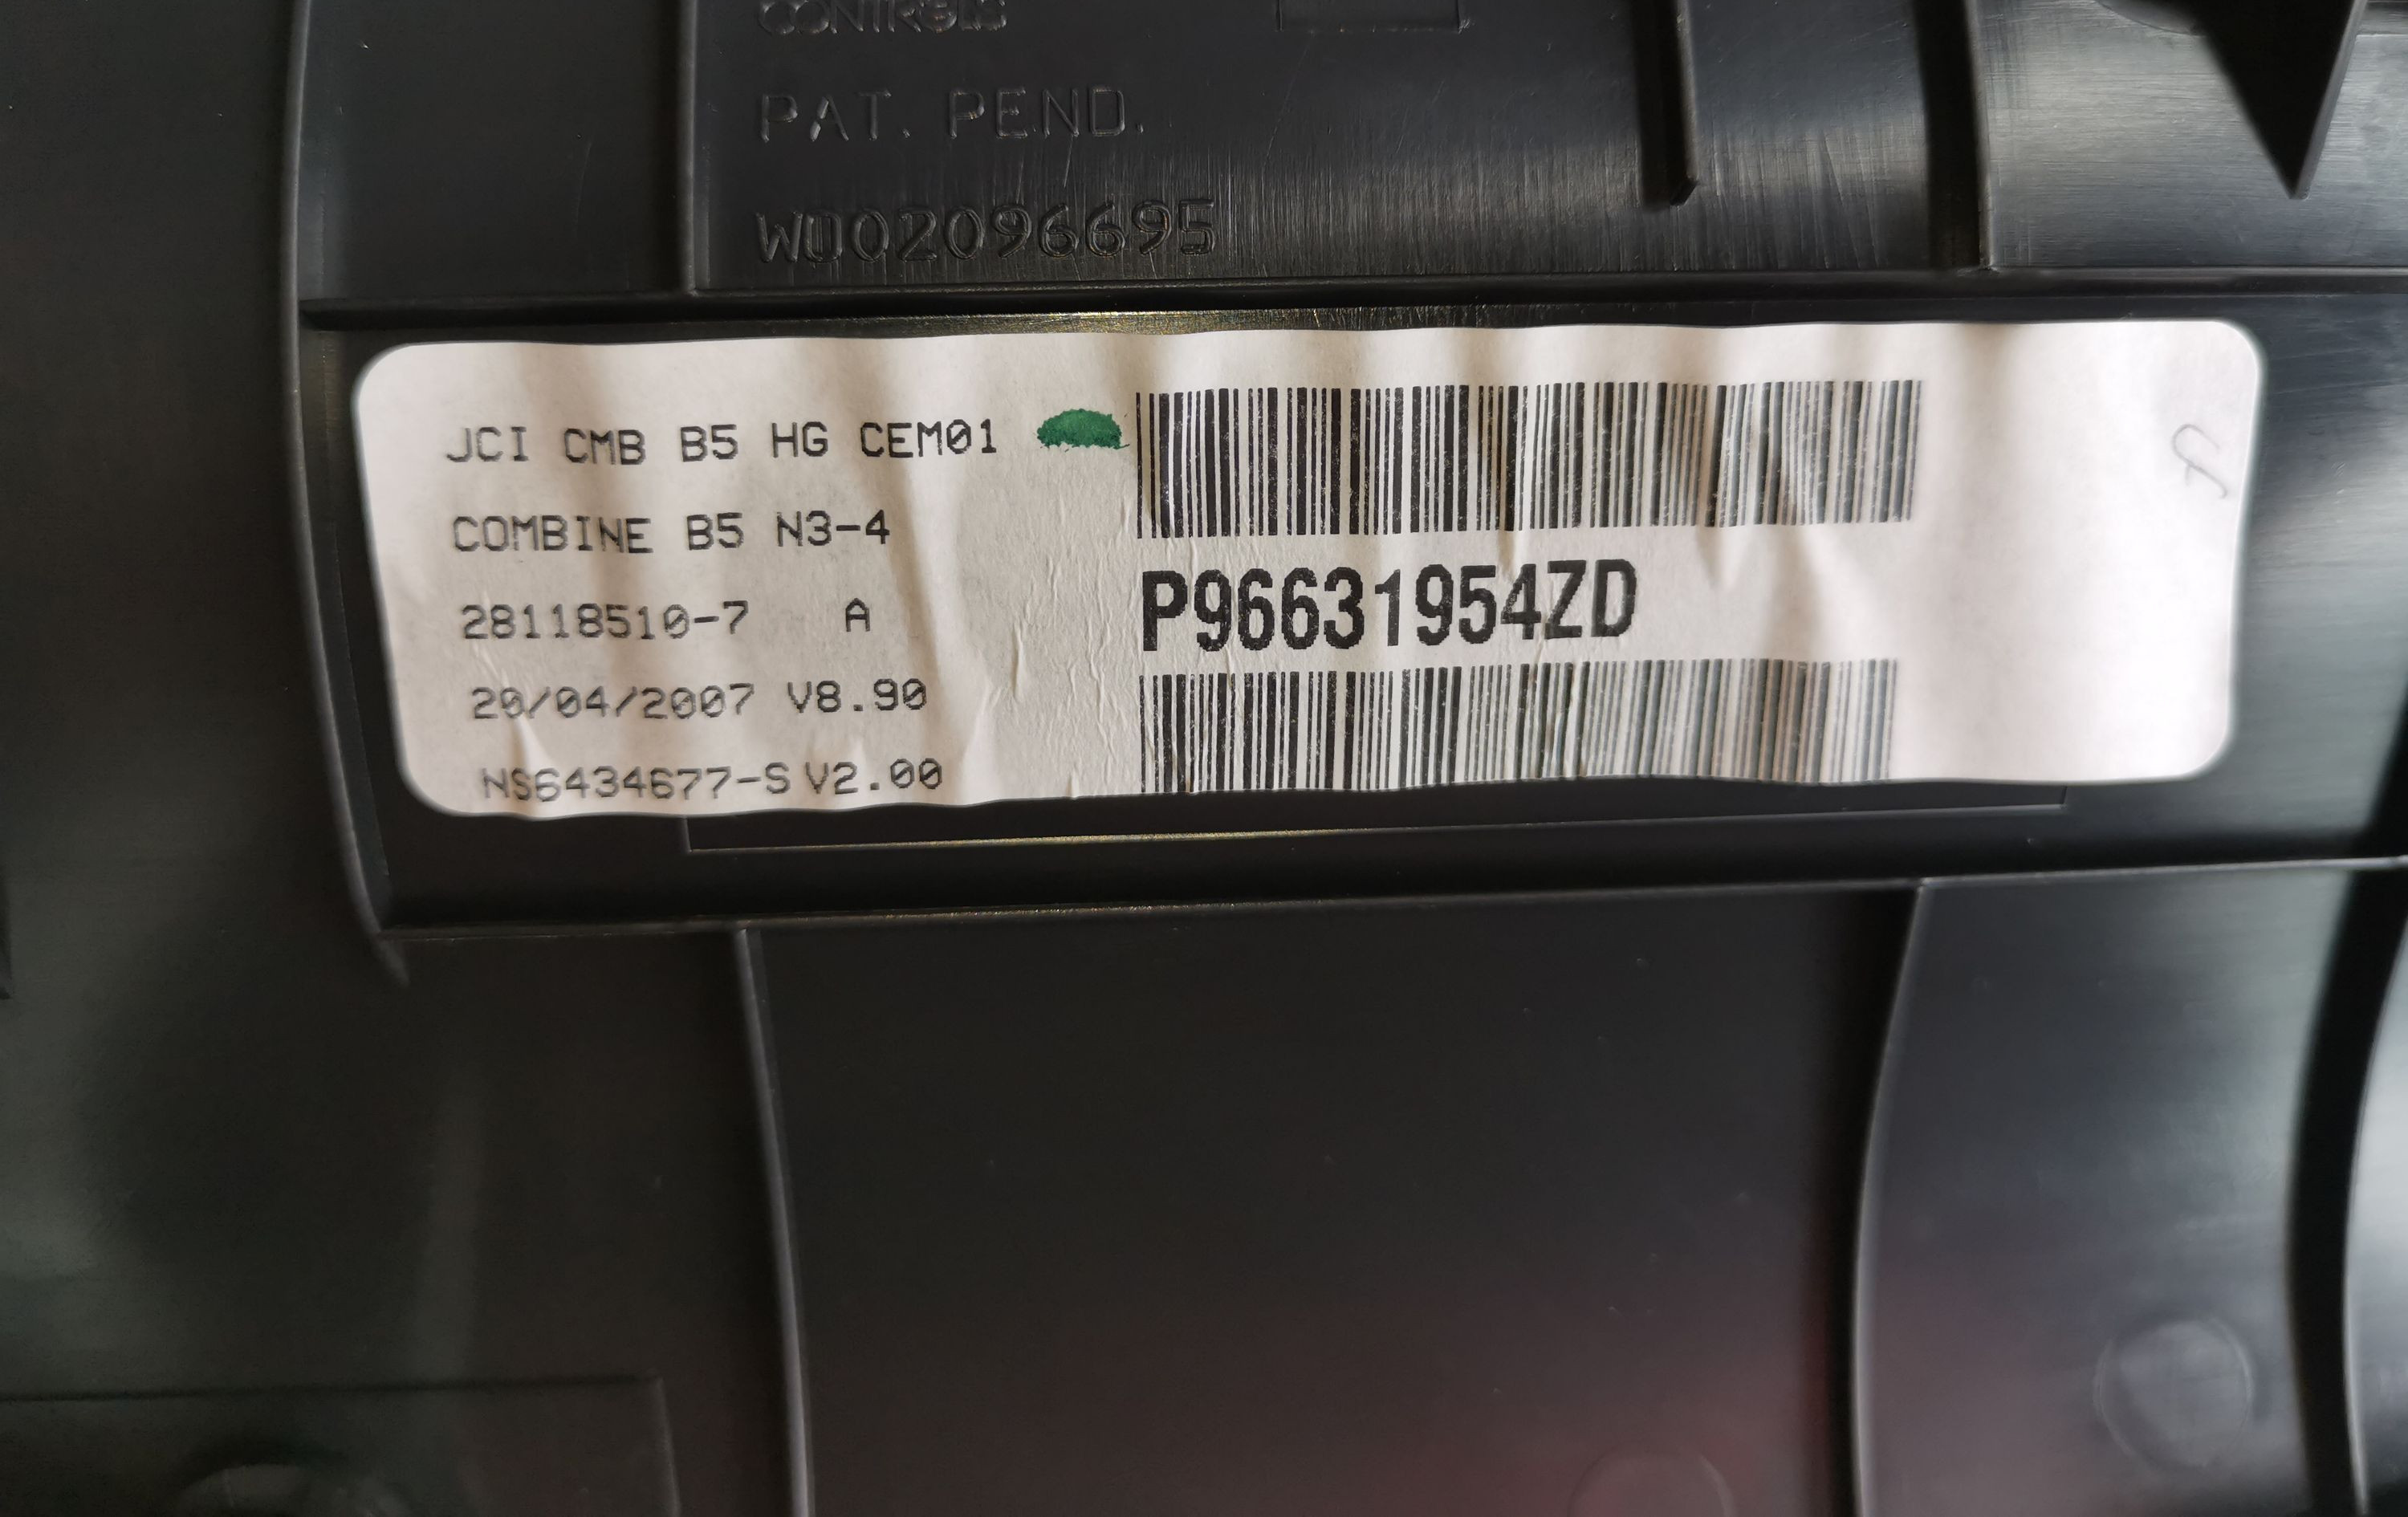 CONTROLS
PAT. PEND.
WO02096695
JCI CMB B5 HG CEM01
COMBINE B5 N3-4
28118510-7 A
20/04/2007 V8.90
NS6434677-S V2.00
P96631954ZD